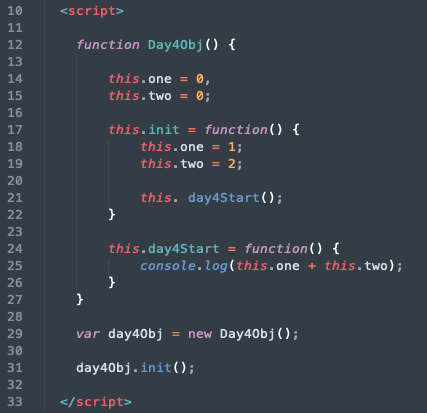 10 <script>
11
12 function Day4Obj() {
13
14 this.one = 0,
15 this.two = 0;
16
17 this.init = function() {
18 this.one = 1;
19 this.two = 2;
20
21 this. day4Start();
22 }
23
24 this.day4Start = function() {
25 console.log(this.one + this.two);
26 }
27 }
28
29 var day4Obj = new Day4Obj();
30
31 day4Obj.init();
32
33 </script>